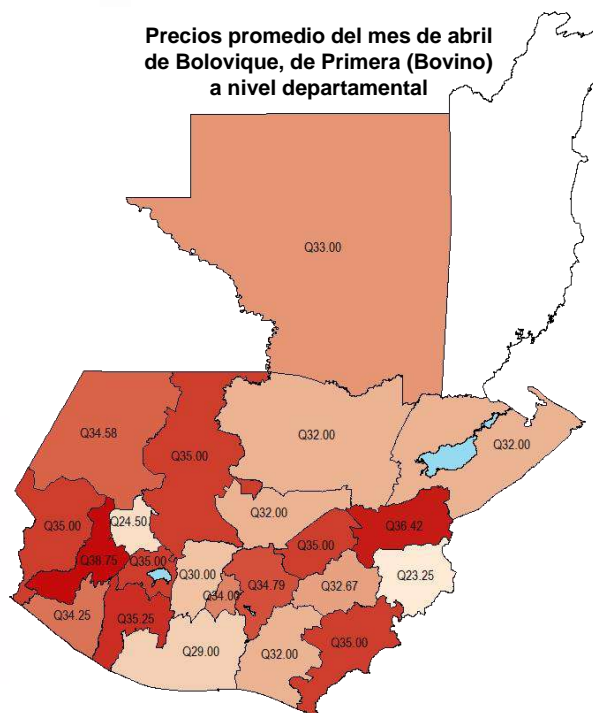 Precios promedio del mes de abril
de Bolovique, de Primera (Bovino)
a nivel departamental
Q33.00
Q34.58
Q35.00
Q32.00
Q32.00
Q35.00
Q24.50
Q32.00
Q36.42
Q38.75
Q35.00
Q30.00
Q35.00
Q34.00
Q34.79
Q32.67
Q23.25
Q34.25
Q35.25
Q29.00
Q32.00
Q35.00